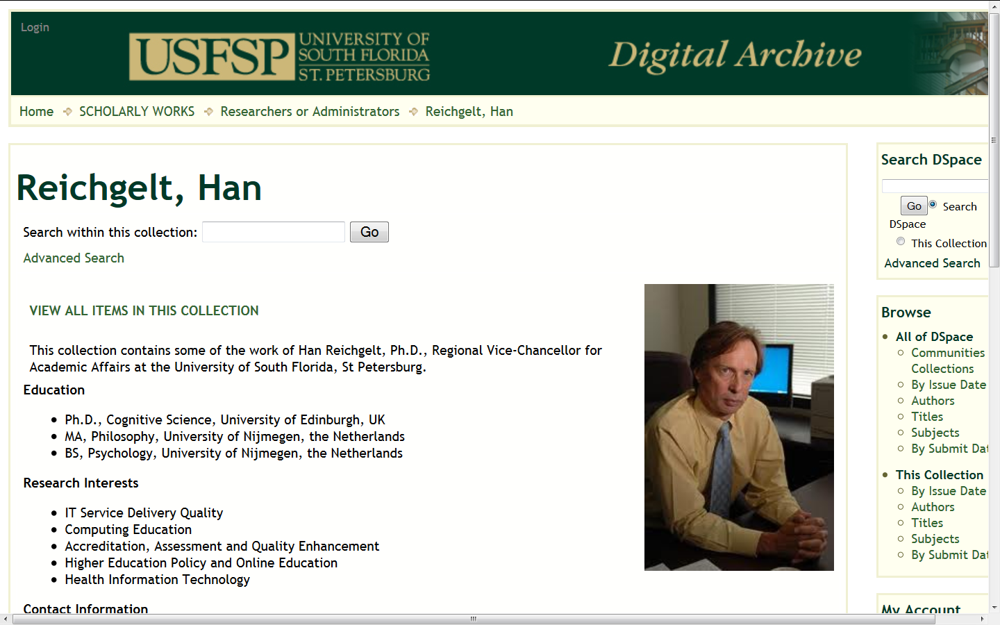 Login
USFSP
UNIVERSITY OF
SOUTH FLORIDA
ST. PETERSBURG
Digital Archive
Home SCHOLARLY WORKS Researchers or Administrators Reichgelt, Han
Reichgelt, Han
Search within this collection: Go
Advanced Search
VIEW ALL ITEMS IN THIS COLLECTION
This collection contains some of the work of Han Reichgelt, Ph.D., Regional Vice-Chancellor for
Academic Affairs at the University of South Florida, St Petersburg.
Education
Ph.D., Cognitive Science, University of Edinburgh, UK
MA, Philosophy, University of Nijmegen, the Netherlands
BS, Psychology, University of Nijmegen, the Netherlands
Research Interests
IT Service Delivery Quality
Computing Education
Accreditation, Assessment and Quality Enhancement
Higher Education Policy and Online Education
Health Information Technology
Contact Information
Search DSpace
Go Search
DSpace
This Collection
Advanced Search
Browse
All of DSpace
Communities
Collections
By Issue Date
Authors
Titles
Subjects
By Submit Dat
This Collection
By Issue Date
Authors
Titles
Subjects
By Submit Dat
My Account